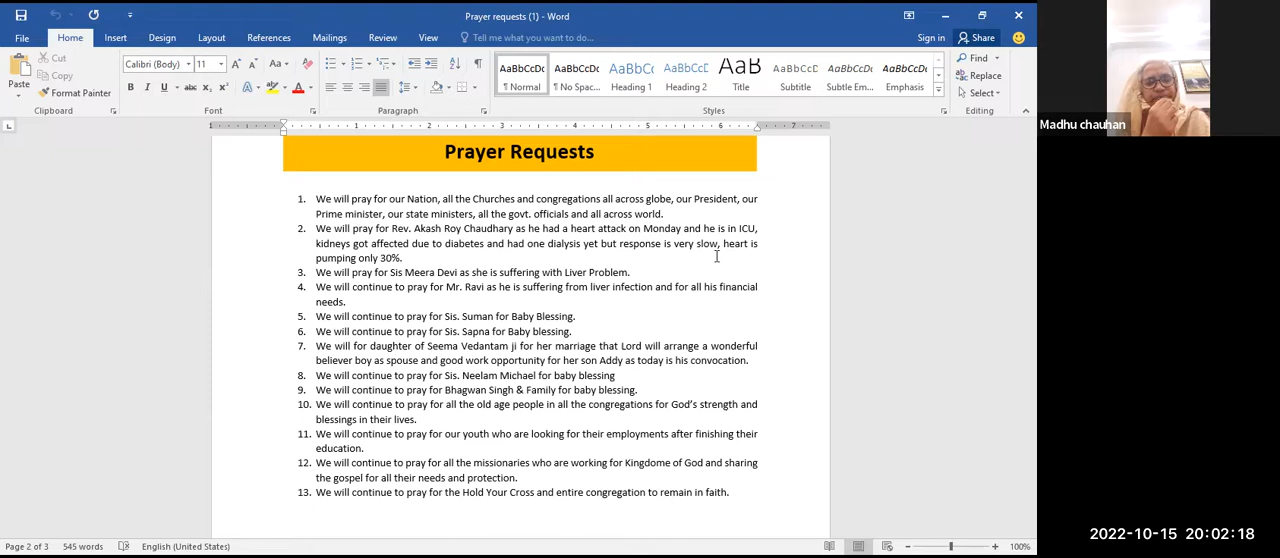 Prayer requests (1) - Word
File Home Insert Design Layout References Mailings Review View Tell me what you want to do... Sign in Share
Paste Cut Copy Format Painter
Calibri (Body) 11
AaBbCcDc AaBbCcDc AaBbCc AaBbCcD AaB AaBbCcD AaBbCcDc AaBbCcDc
¶ Normal ¶ No Spac... Heading 1 Heading 2 Title Subtitle Subtle Em... Emphasis
Find
Replace
Select
Clipboard Font Paragraph Styles Editing
Madhu chauhan
Prayer Requests
1. We will pray for our Nation, all the Churches and congregations all across globe, our President, our
Prime minister, our state ministers, all the govt. officials and all across world.
2. We will pray for Rev. Akash Roy Chaudhary as he had a heart attack on Monday and he is in ICU,
kidneys got affected due to diabetes and had one dialysis yet but response is very slow, heart is
pumping only 30%.
3. We will pray for Sis Meera Devi as she is suffering with Liver Problem.
4. We will continue to pray for Mr. Ravi as he is suffering from liver infection and for all his financial
needs.
5. We will continue to pray for Sis. Suman for Baby Blessing.
6. We will continue to pray for Sis. Sapna for Baby blessing.
7. We will for daughter of Seema Vedantam ji for her marriage that Lord will arrange a wonderful
believer boy as spouse and good work opportunity for her son Addy as today is his convocation.
8. We will continue to pray for Sis. Neelam Michael for baby blessing
9. We will continue to pray for Bhagwan Singh & Family for baby blessing.
10. We will continue to pray for all the old age people in all the congregations for God's strength and
blessings in their lives.
11. We will continue to pray for our youth who are looking for their employments after finishing their
education.
12. We will continue to pray for all the missionaries who are working for Kingdome of God and sharing
the gospel for all their needs and protection.
13. We will continue to pray for the Hold Your Cross and entire congregation to remain in faith.
2022-10-15 20:02:18
Page 2 of 3 545 words English (United States) 100%